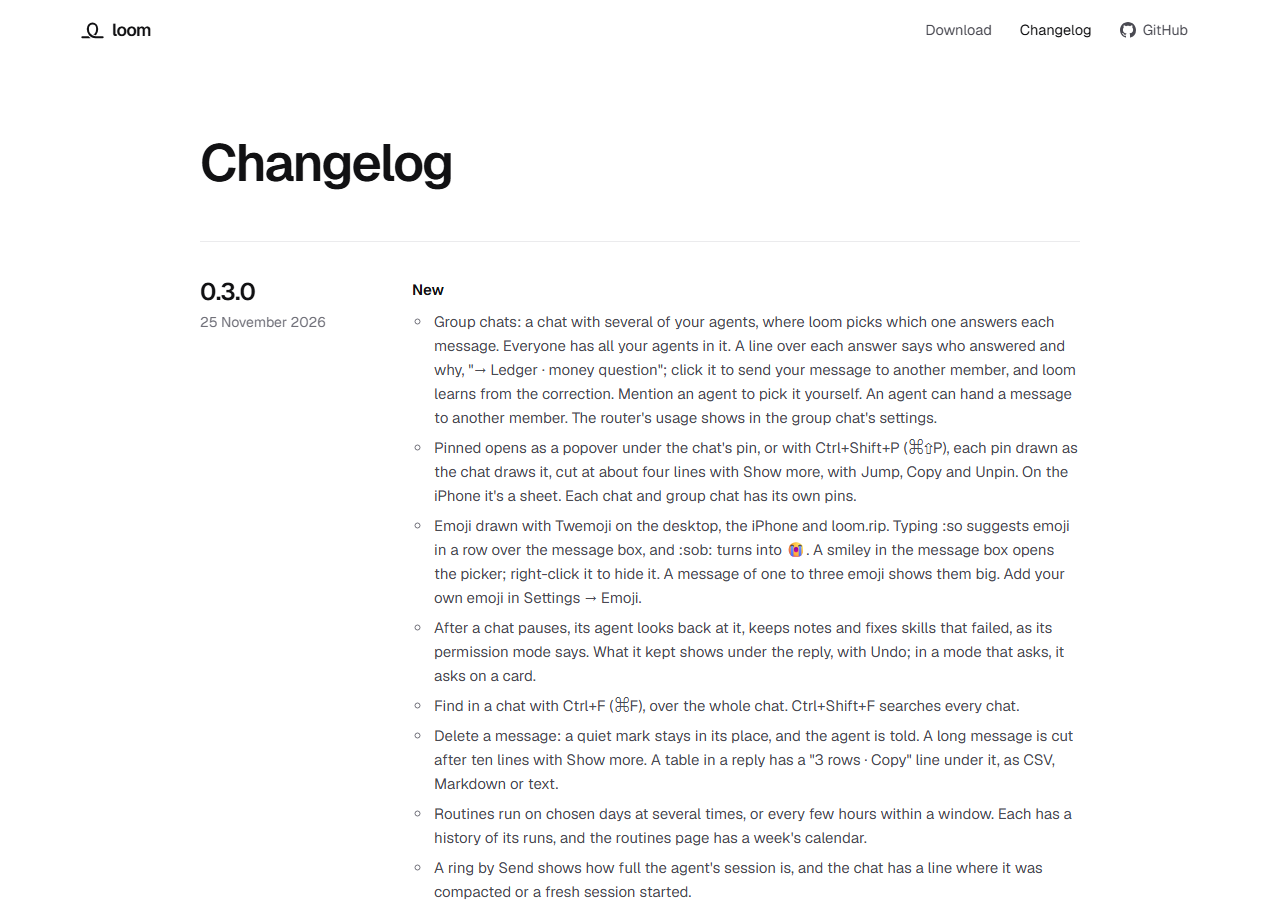 loom
Download
Changelog
GitHub
Changelog
0.3.0
25 November 2026
New
Group chats: a chat with several of your agents, where loom picks which one answers each
message. Everyone has all your agents in it. A line over each answer says who answered and
why, "→ Ledger · money question"; click it to send your message to another member, and loom
learns from the correction. Mention an agent to pick it yourself. An agent can hand a message
to another member. The router's usage shows in the group chat's settings.
Pinned opens as a popover under the chat's pin, or with Ctrl+Shift+P (⌘⇧P), each pin drawn as
the chat draws it, cut at about four lines with Show more, with Jump, Copy and Unpin. On the
iPhone it's a sheet. Each chat and group chat has its own pins.
Emoji drawn with Twemoji on the desktop, the iPhone and loom.rip. Typing :so suggests emoji
in a row over the message box, and :sob: turns into 😭. A smiley in the message box opens
the picker; right-click it to hide it. A message of one to three emoji shows them big. Add your
own emoji in Settings → Emoji.
After a chat pauses, its agent looks back at it, keeps notes and fixes skills that failed, as its
permission mode says. What it kept shows under the reply, with Undo; in a mode that asks, it
asks on a card.
Find in a chat with Ctrl+F (⌘F), over the whole chat. Ctrl+Shift+F searches every chat.
Delete a message: a quiet mark stays in its place, and the agent is told. A long message is cut
after ten lines with Show more. A table in a reply has a "3 rows · Copy" line under it, as CSV,
Markdown or text.
Routines run on chosen days at several times, or every few hours within a window. Each has a
history of its runs, and the routines page has a week's calendar.
A ring by Send shows how full the agent's session is, and the chat has a line where it was
compacted or a fresh session started.